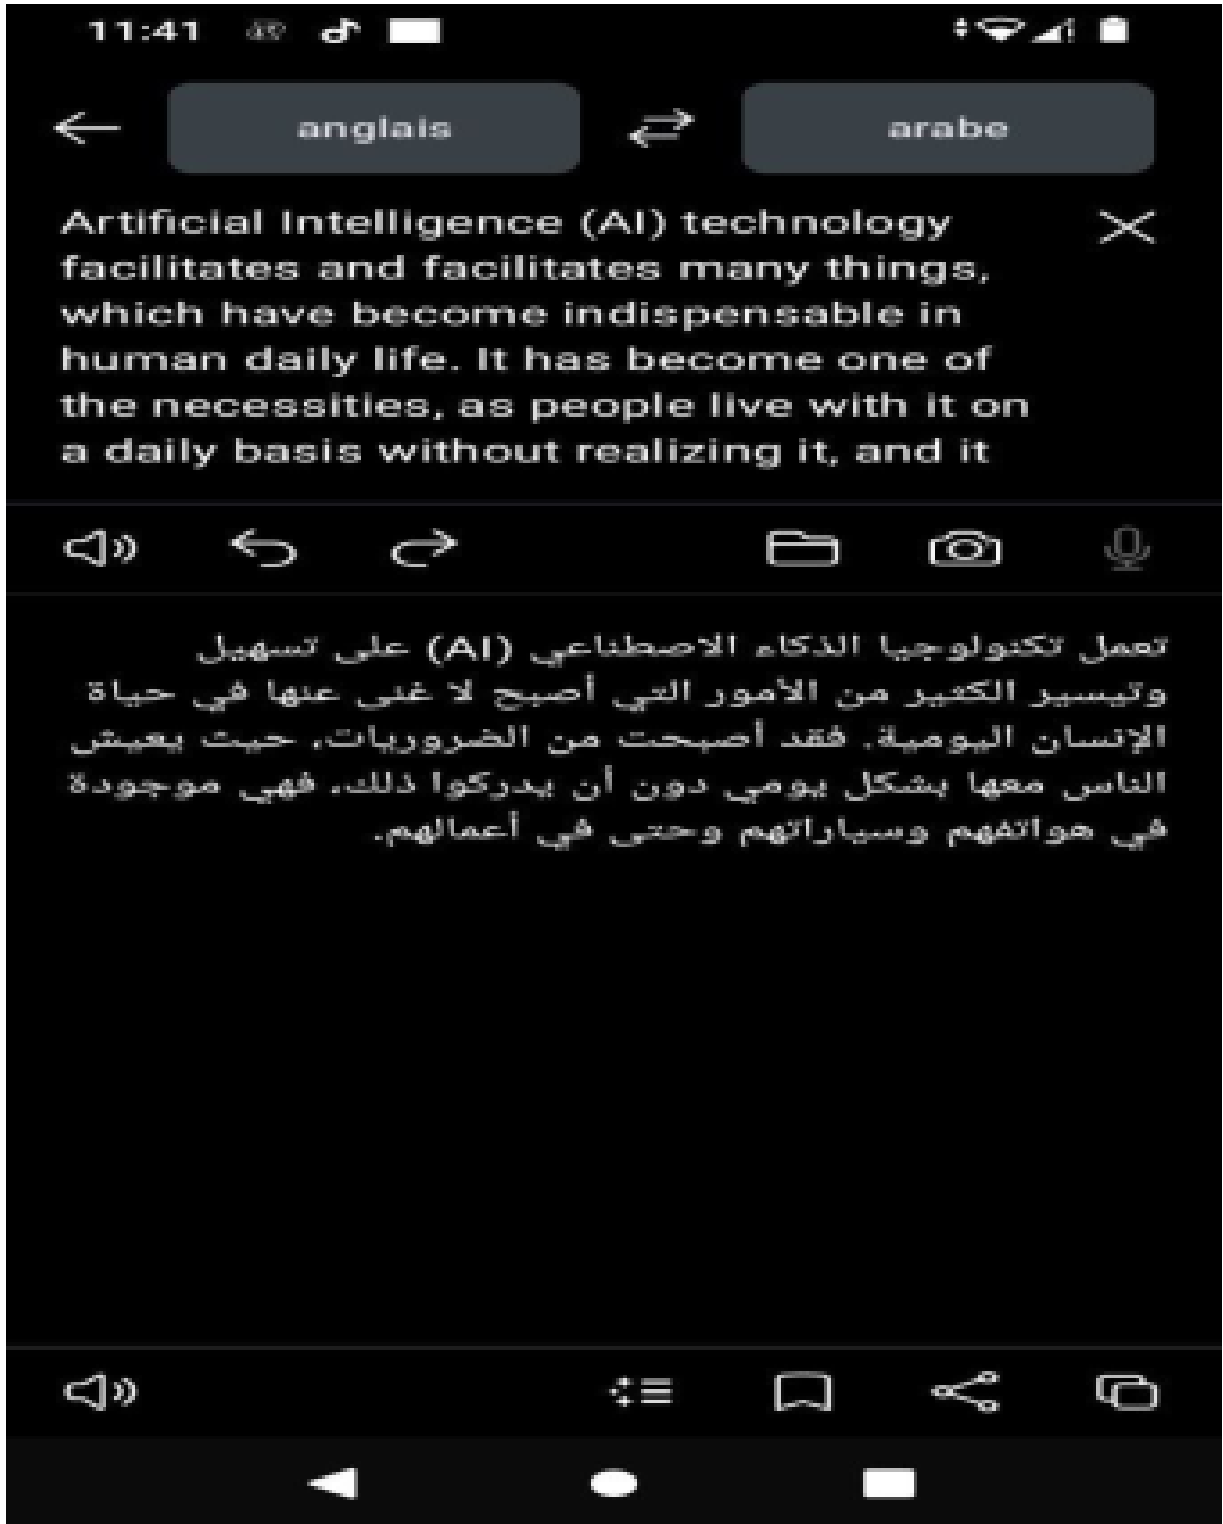 11:41
anglais
arabe
Artificial Intelligence (AI) technology
facilitates and facilitates many things,
which have become indispensable in
human daily life. It has become one of
the necessities, as people live with it on
a daily basis without realizing it, and it
تعمل تكنولوجيا الذكاء الاصطناعي (AI) على تسهيل
وتيسير الكثير من الأمور التي أصبح لا غنى عنها في حياة
الإنسان اليومية. فقد أصبحت من الضروريات، حيث يعيش
الناس معها بشكل يومي دون أن يدركوا ذلك، فهي موجودة
في هواتفهم وسياراتهم وحتى في أعمالهم.